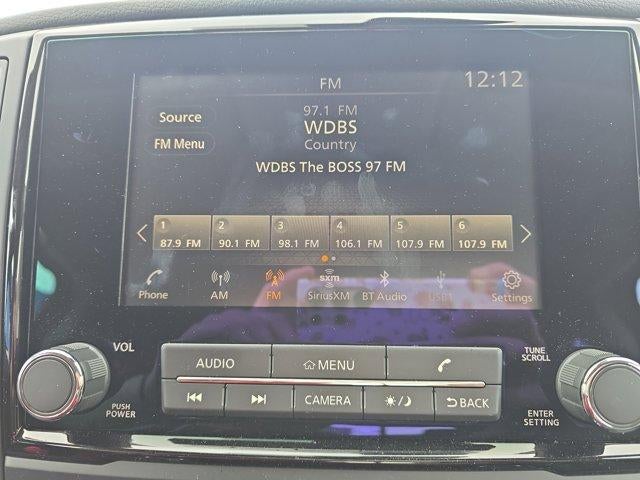 FM 12:12
97.1 FM
Source WDBS
FM Menu Country
WDBS The BOSS 97 FM
1 2 3 4 5 6
87.9 FM 90.1 FM 98.1 FM 106.1 FM 107.9 FM 107.9 FM
sxm
Phone AM FM SiriusXM BT Audio USB1 Settings
VOL AUDIO MENU TUNE SCROLL
PUSH POWER CAMERA BACK ENTER SETTING